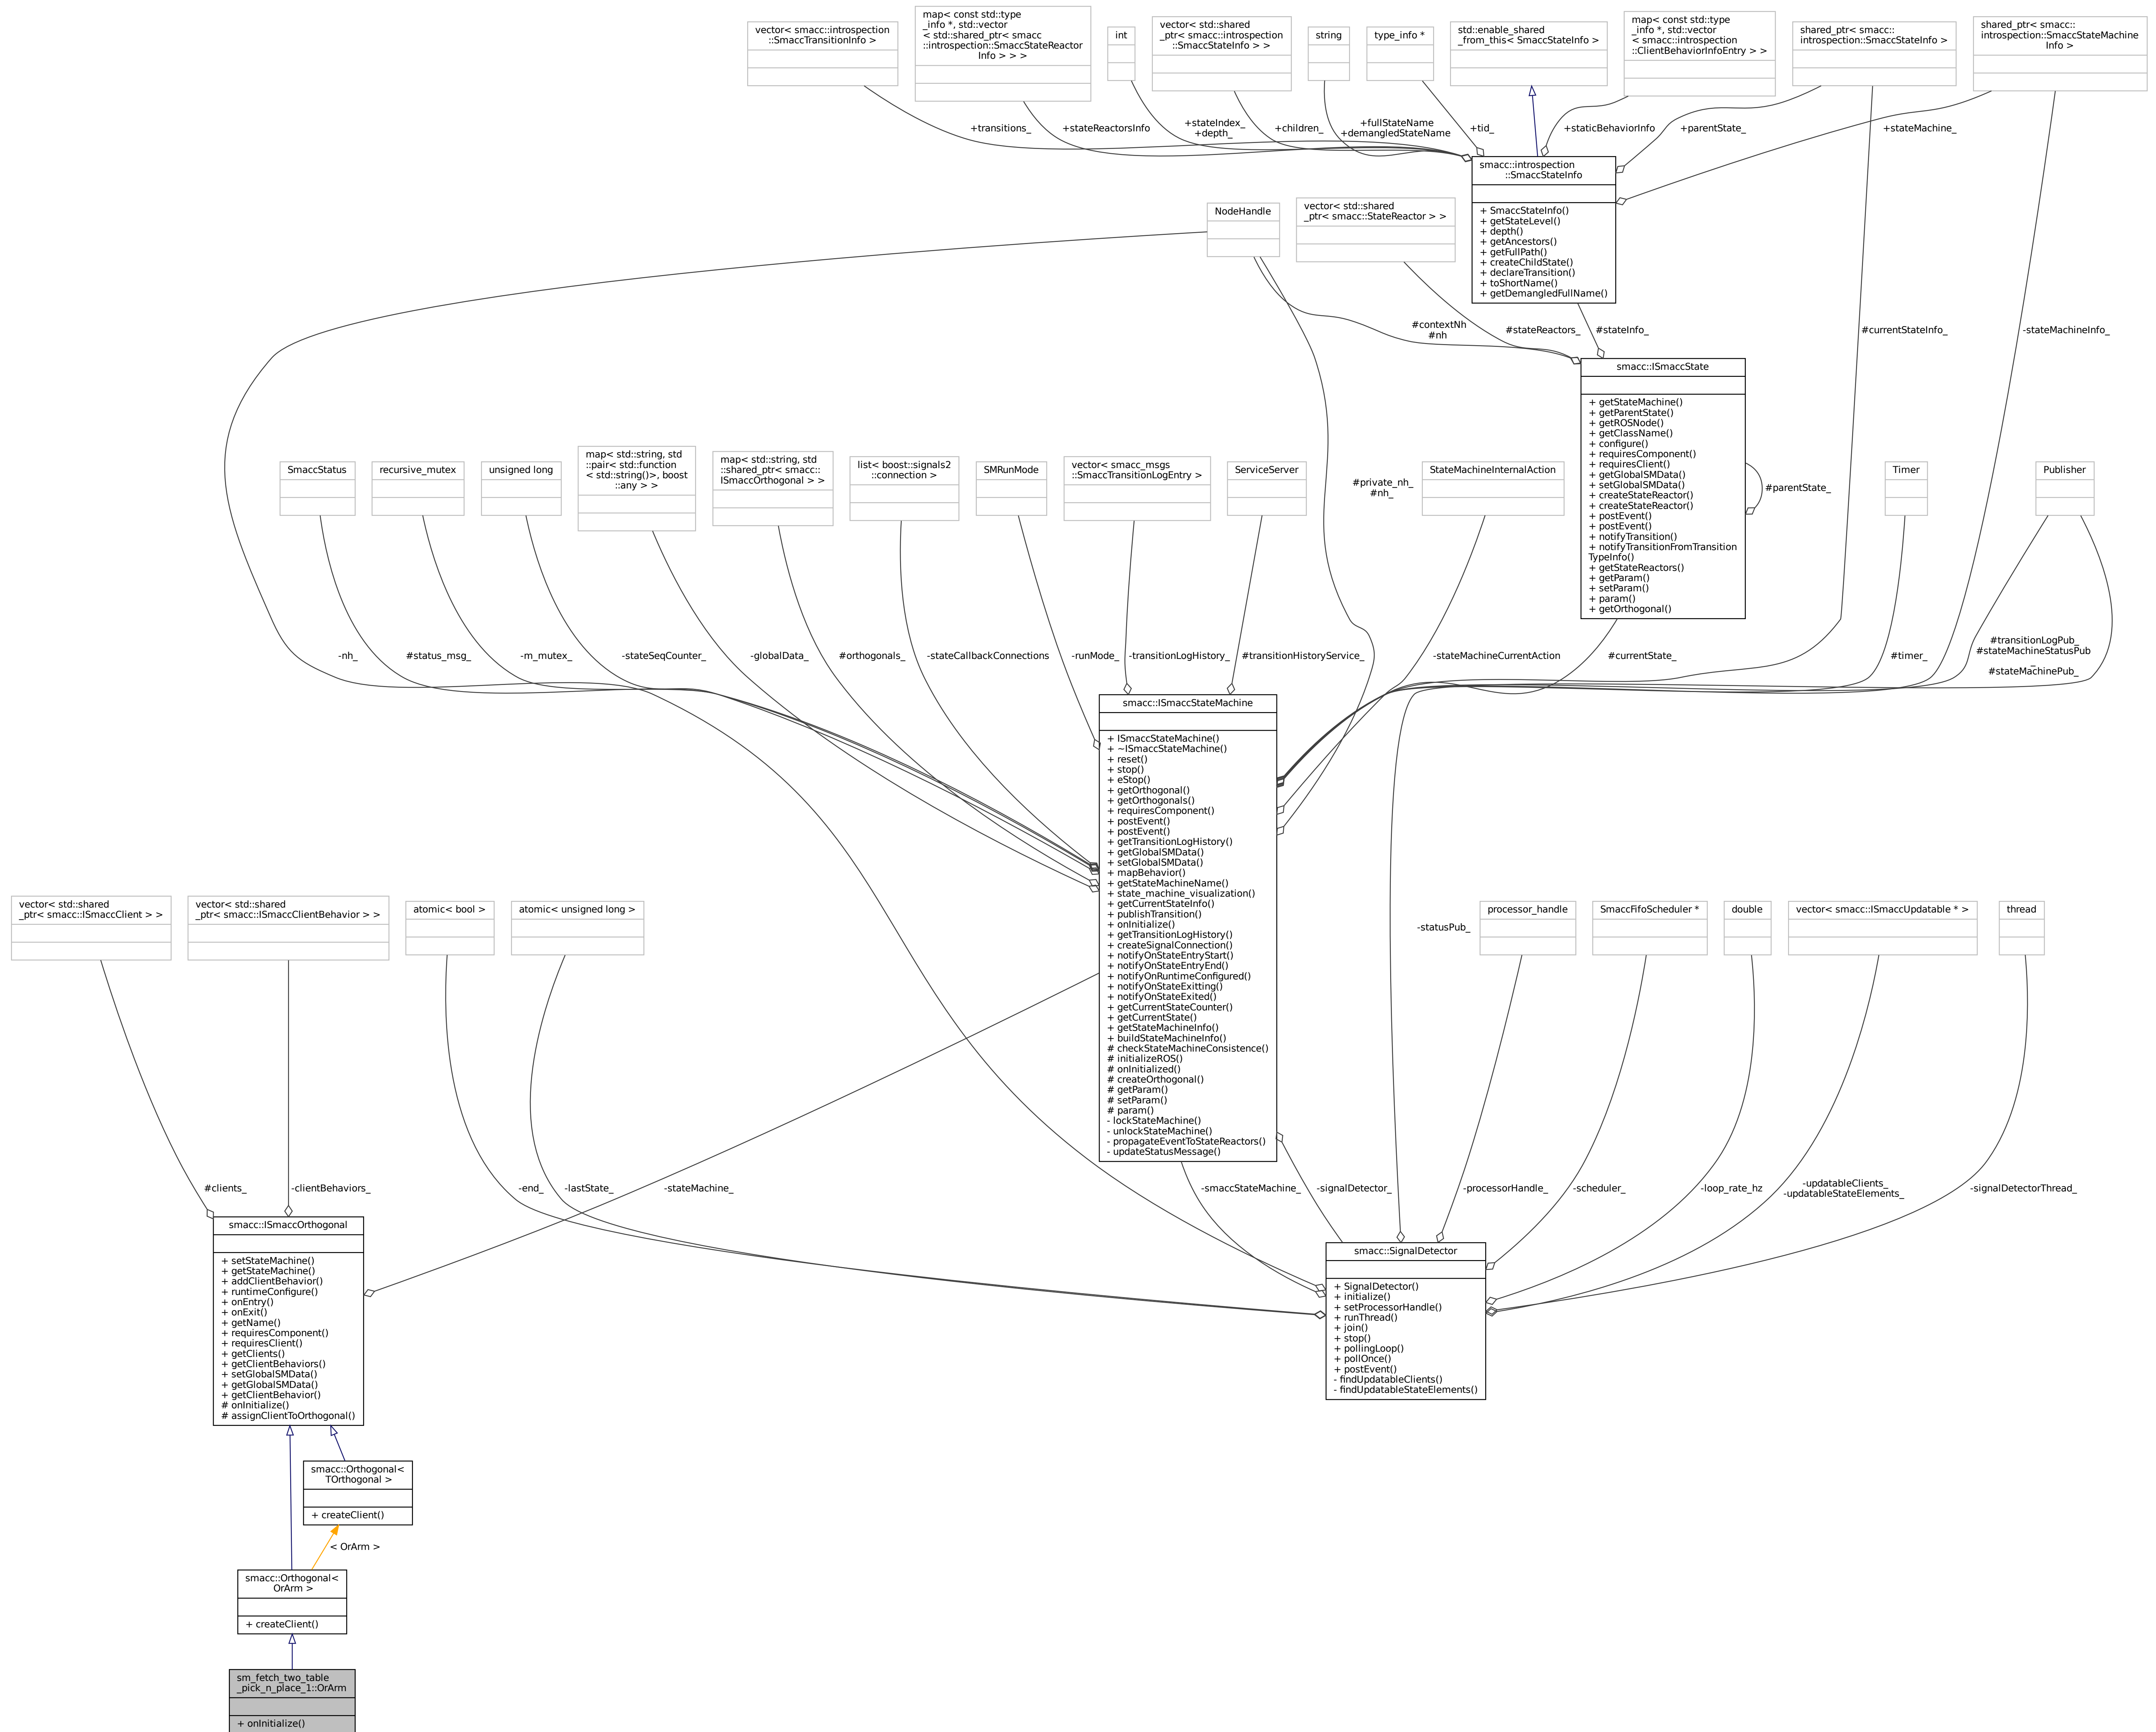 vector< smacc::introspection
::SmaccTransitionInfo >
map< const std::type
_info *, std::vector
< std::shared_ptr< smacc
::introspection::SmaccStateReactor
Info > > >
int
vector< std::shared
_ptr< smacc::introspection
::SmaccStateInfo > >
string
type_info *
std::enable_shared
_from_this< SmaccStateInfo >
map< const std::type
_info *, std::vector
< smacc::introspection
::ClientBehaviorInfoEntry > >
shared_ptr< smacc::
introspection::SmaccStateInfo >
shared_ptr< smacc::
introspection::SmaccStateMachine
Info >
+transitions_
+stateReactorsInfo
+stateIndex_
+depth_
+children_
+fullStateName
+demangledStateName
+tid_
+staticBehaviorInfo
+parentState_
+stateMachine_
smacc::introspection
::SmaccStateInfo
+ SmaccStateInfo()
+ getStateLevel()
+ depth()
+ getAncestors()
+ getFullPath()
+ createChildState()
+ declareTransition()
+ toShortName()
+ getDemangledFullName()
NodeHandle
vector< std::shared
_ptr< smacc::StateReactor > >
#contextNh
#nh
#stateReactors_
#stateInfo_
#currentStateInfo_
-stateMachineInfo_
smacc::ISmaccState
+ getStateMachine()
+ getParentState()
+ getROSNode()
+ getClassName()
+ configure()
+ requiresComponent()
+ requiresClient()
+ getGlobalSMData()
+ setGlobalSMData()
+ createStateReactor()
+ createStateReactor()
+ postEvent()
+ postEvent()
+ notifyTransition()
+ notifyTransitionFromTransition
TypeInfo()
+ getStateReactors()
+ getParam()
+ setParam()
+ param()
+ getOrthogonal()
#parentState_
SmaccStatus
recursive_mutex
unsigned long
map< std::string, std
::pair< std::function
< std::string()>, boost
::any > >
map< std::string, std
::shared_ptr< smacc::
ISmaccOrthogonal > >
list< boost::signals2
::connection >
SMRunMode
vector< smacc_msgs
::SmaccTransitionLogEntry >
ServiceServer
#private_nh_
#nh_
StateMachineInternalAction
Timer
Publisher
-nh_
#status_msg_
-m_mutex_
-stateSeqCounter_
-globalData_
#orthogonals_
-stateCallbackConnections
-runMode_
-transitionLogHistory_
#transitionHistoryService_
-stateMachineCurrentAction
#currentState_
#timer_
#transitionLogPub_
#stateMachineStatusPub
_
#stateMachinePub_
smacc::ISmaccStateMachine
+ ISmaccStateMachine()
+ ~ISmaccStateMachine()
+ reset()
+ stop()
+ eStop()
+ getOrthogonal()
+ getOrthogonals()
+ requiresComponent()
+ postEvent()
+ postEvent()
+ getTransitionLogHistory()
+ getGlobalSMData()
+ setGlobalSMData()
+ mapBehavior()
+ getStateMachineName()
+ state_machine_visualization()
+ getCurrentStateInfo()
+ publishTransition()
+ onInitialize()
+ getTransitionLogHistory()
+ createSignalConnection()
+ notifyOnStateEntryStart()
+ notifyOnStateEntryEnd()
+ notifyOnRuntimeConfigured()
+ notifyOnStateExitting()
+ notifyOnStateExited()
+ getCurrentStateCounter()
+ getCurrentState()
+ getStateMachineInfo()
+ buildStateMachineInfo()
# checkStateMachineConsistence()
# initializeROS()
# onInitialized()
# createOrthogonal()
# getParam()
# setParam()
# param()
- lockStateMachine()
- unlockStateMachine()
- propagateEventToStateReactors()
- updateStatusMessage()
vector< std::shared
_ptr< smacc::ISmaccClient > >
vector< std::shared
_ptr< smacc::ISmaccClientBehavior > >
atomic< bool >
atomic< unsigned long >
-statusPub_
processor_handle
SmaccFifoScheduler *
double
vector< smacc::ISmaccUpdatable * >
thread
#clients_
-clientBehaviors_
-end_
-lastState_
-stateMachine_
-smaccStateMachine_
-signalDetector_
-processorHandle_
-scheduler_
-loop_rate_hz
-updatableClients_
-updatableStateElements_
-signalDetectorThread_
smacc::ISmaccOrthogonal
+ setStateMachine()
+ getStateMachine()
+ addClientBehavior()
+ runtimeConfigure()
+ onEntry()
+ onExit()
+ getName()
+ requiresComponent()
+ requiresClient()
+ getClients()
+ getClientBehaviors()
+ setGlobalSMData()
+ getGlobalSMData()
+ getClientBehavior()
# onInitialize()
# assignClientToOrthogonal()
smacc::SignalDetector
+ SignalDetector()
+ initialize()
+ setProcessorHandle()
+ runThread()
+ join()
+ stop()
+ pollingLoop()
+ pollOnce()
+ postEvent()
- findUpdatableClients()
- findUpdatableStateElements()
smacc::Orthogonal<
TOrthogonal >
+ createClient()
< OrArm >
smacc::Orthogonal<
OrArm >
+ createClient()
sm_fetch_two_table
_pick_n_place_1::OrArm
+ onInitialize()